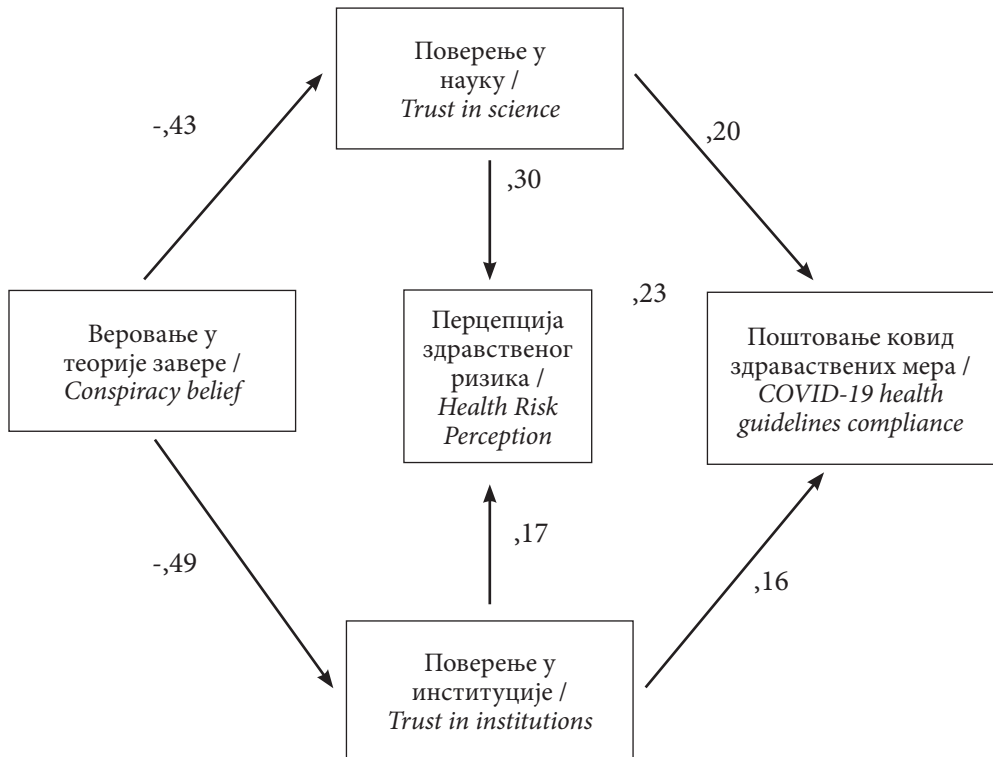 Поверење у
науку /
Trust in science
-,43
,20
,30
Веровање у
теорије завере /
Conspiracy belief
Перцепција
здравственог
ризика /
Health Risk
Perception
,23
Поштовање ковид
здраваствених мера /
COVID-19 health
guidelines compliance
-,49
,17
,16
Поверење у
институције /
Trust in institutions